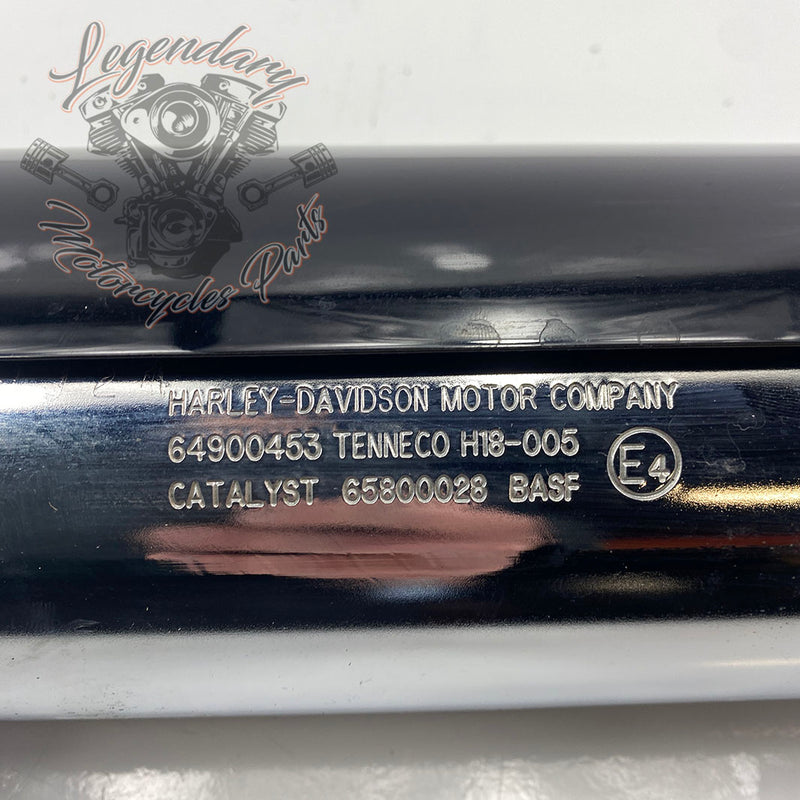 Legendary
Motorcycles Parts
HARLEY-DAVIDSON MOTOR COMPANY
64900453 TENNECO H18-005
CATALYST 65800028 BASF
E4